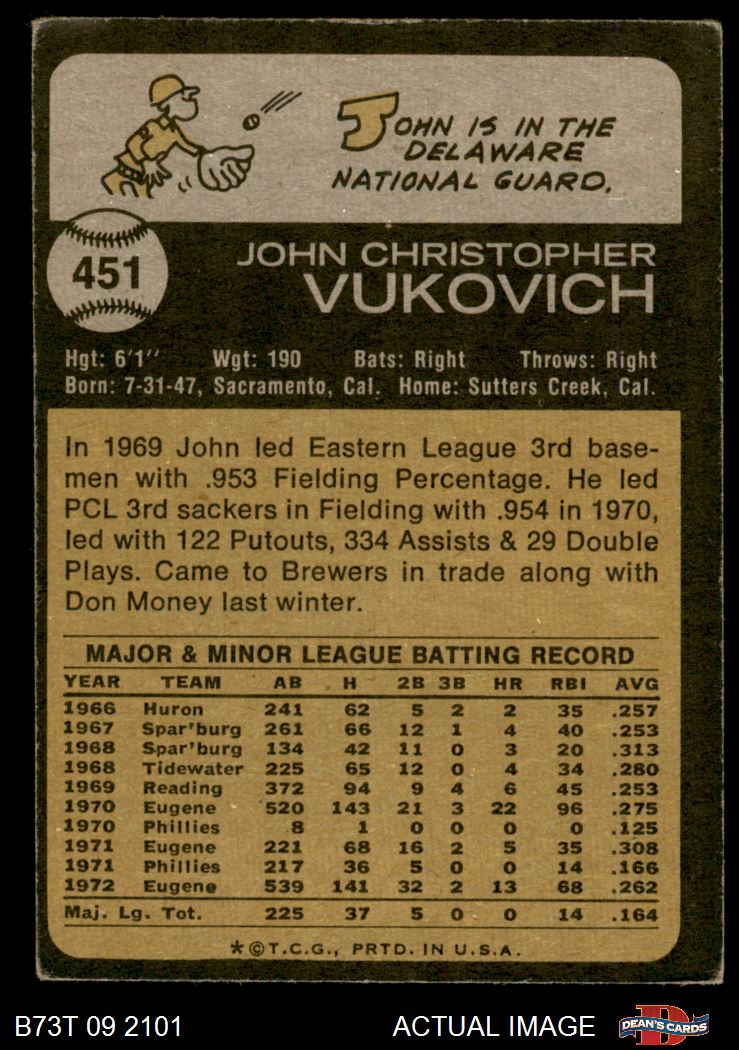 JOHN IS IN THE
DELAWARE
NATIONAL GUARD.
451
JOHN CHRISTOPHER
VUKOVICH
Hgt: 6'1" Wgt: 190 Bats: Right Throws: Right
Born: 7-31-47, Sacramento, Cal. Home: Sutters Creek, Cal.
In 1969 John led Eastern League 3rd base-
men with .953 Fielding Percentage. He led
PCL 3rd sackers in Fielding with .954 in 1970,
led with 122 Putouts, 334 Assists & 29 Double
Plays. Came to Brewers in trade along with
Don Money last winter.
MAJOR & MINOR LEAGUE BATTING RECORD
YEAR TEAM AB H 2B 3B HR RBI AVG
1966 Huron 241 62 5 2 2 35 .257
1967 Spar'burg 261 66 12 1 4 40 .253
1968 Spar'burg 134 42 11 0 3 20 .313
1968 Tidewater 225 65 12 0 4 34 .280
1969 Reading 372 94 9 4 6 45 .253
1970 Eugene 520 143 21 3 22 96 .275
1970 Phillies 8 1 0 0 0 0 .125
1971 Eugene 221 68 16 2 5 35 .308
1971 Phillies 217 36 5 0 0 14 .166
1972 Eugene 539 141 32 2 13 68 .262
Maj. Lg. Tot. 225 37 5 0 0 14 .164
*©T.C.G., PRTD. IN U.S.A.
B73T 09 2101 ACTUAL IMAGE D DEAN'S CARDS